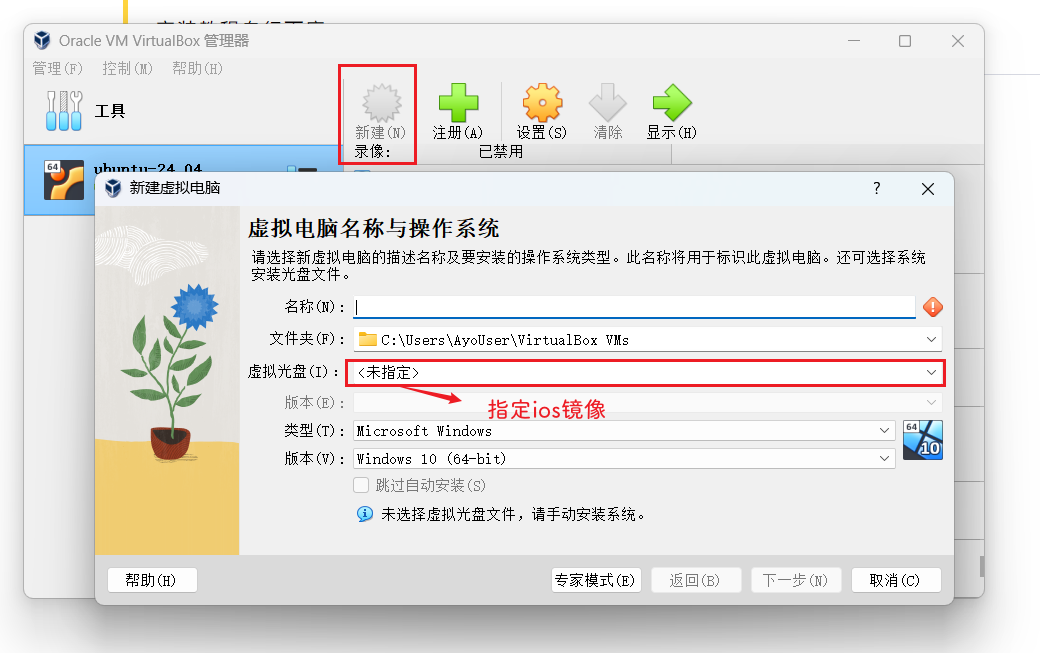 Oracle VM VirtualBox 管理器
管理(F) 控制(M) 帮助(H)
工具
新建(N) 注册(A) 设置(S) 清除 显示(H)
录像: 已禁用
64 ubuntu-24.04
新建虚拟电脑 ?
虚拟电脑名称与操作系统
请选择新虚拟电脑的描述名称及要安装的操作系统类型。此名称将用于标识此虚拟电脑。还可选择系统
安装光盘文件。
名称(N):
文件夹(F): C:\Users\AyoUser\VirtualBox VMs
虚拟光盘(I): <未指定>
版本(E):
指定ios镜像
类型(T): Microsoft Windows
64 10
版本(V): Windows 10 (64-bit)
跳过自动安装(S)
未选择虚拟光盘文件，请手动安装系统。
帮助(H) 专家模式(E) 返回(B) 下一步(N) 取消(C)